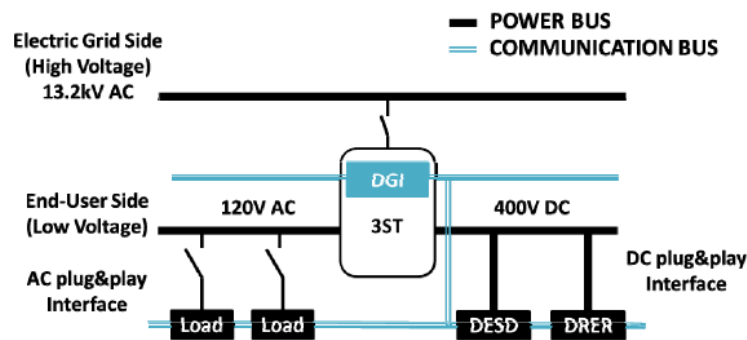 POWER BUS
COMMUNICATION BUS
Electric Grid Side
(High Voltage)
13.2kV AC
DGI
End-User Side
(Low Voltage)
120V AC
3ST
400V DC
AC plug&play
Interface
DC plug&play
Interface
Load
Load
DESD
DRER